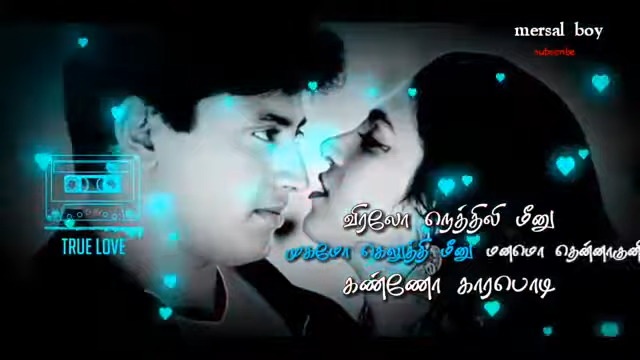 mersal boy
subscribe
TRUE LOVE
விரலோ நெத்திலி மீனு
முகமோ கெலுத்தி மீனு மனமொ தென்னாகுனி
கண்ணோ காரபொடி